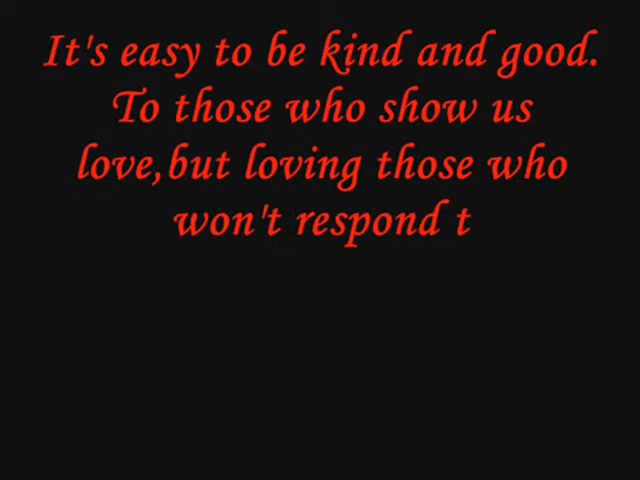 It's easy to be kind and good.
To those who show us
love,but loving those who
won't respond t